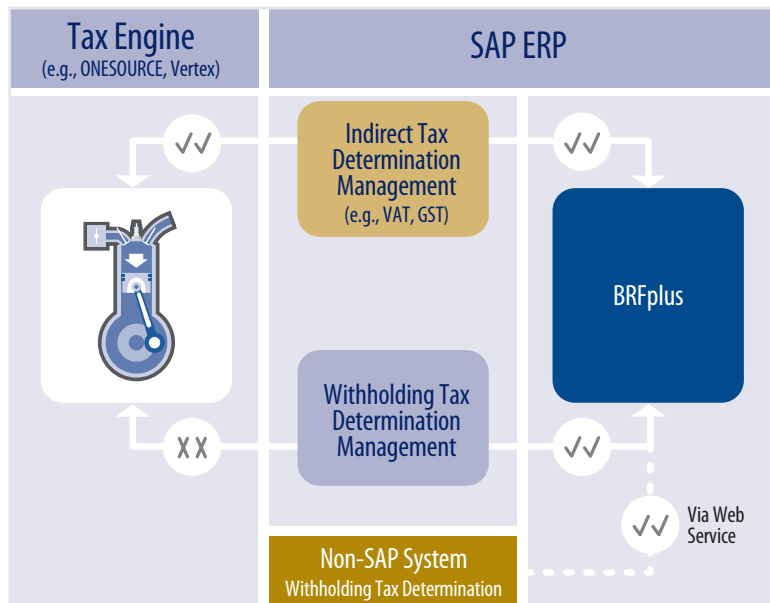 Tax Engine
(e.g., ONESOURCE, Vertex)
SAP ERP
Indirect Tax
Determination
Management
(e.g., VAT, GST)
BRFplus
Withholding Tax
Determination
Management
X X
Via Web
Service
Non-SAP System
Withholding Tax Determination